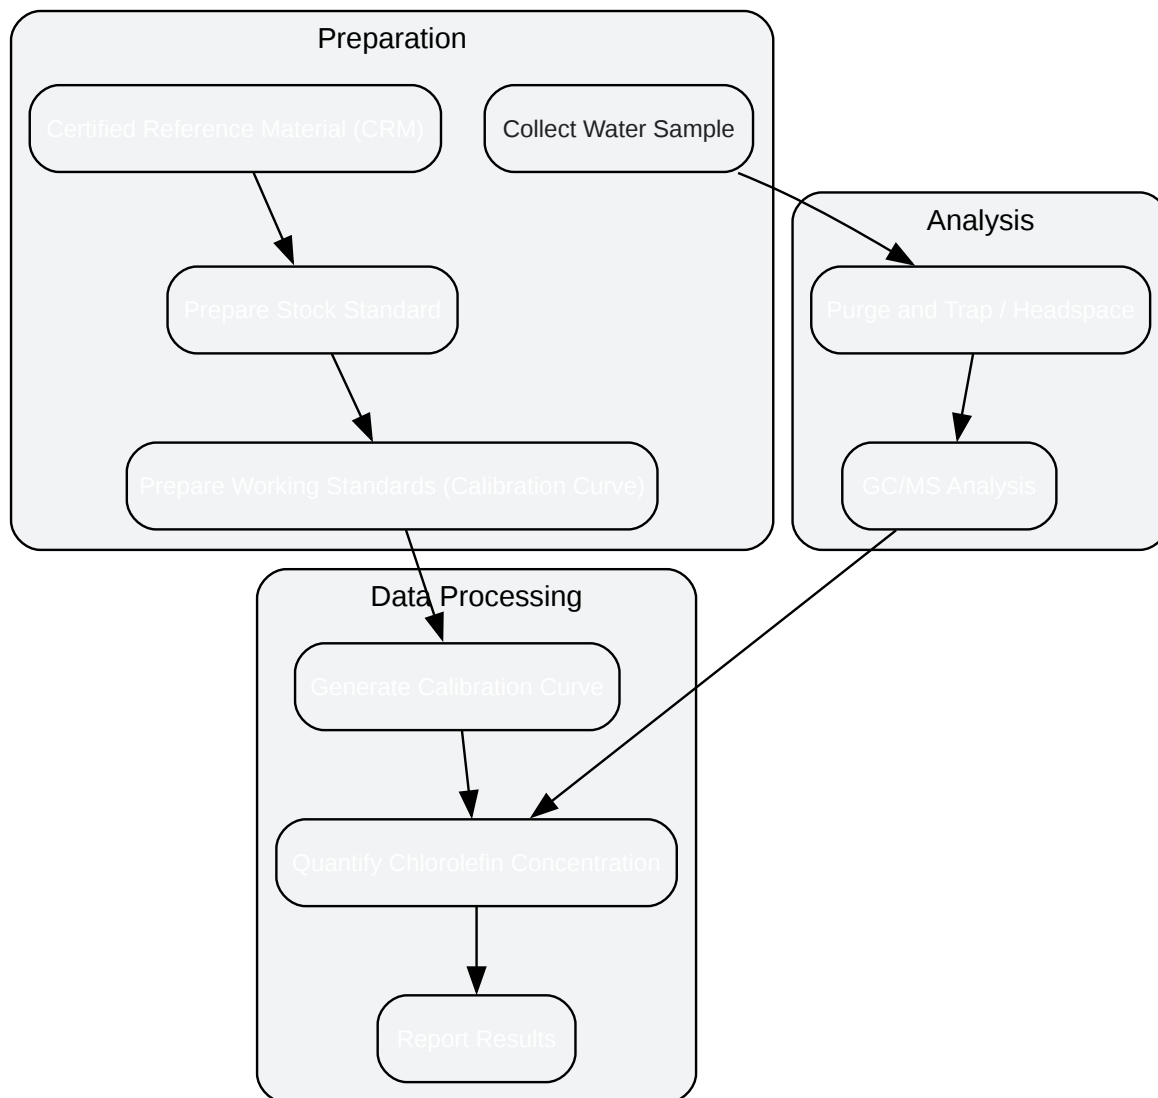 Preparation
Certified Reference Material (CRM)
Collect Water Sample
Prepare Stock Standard
Prepare Working Standards (Calibration Curve)
Analysis
Purge and Trap / Headspace
GC/MS Analysis
Data Processing
Generate Calibration Curve
Quantify Chlorolefin Concentration
Report Results